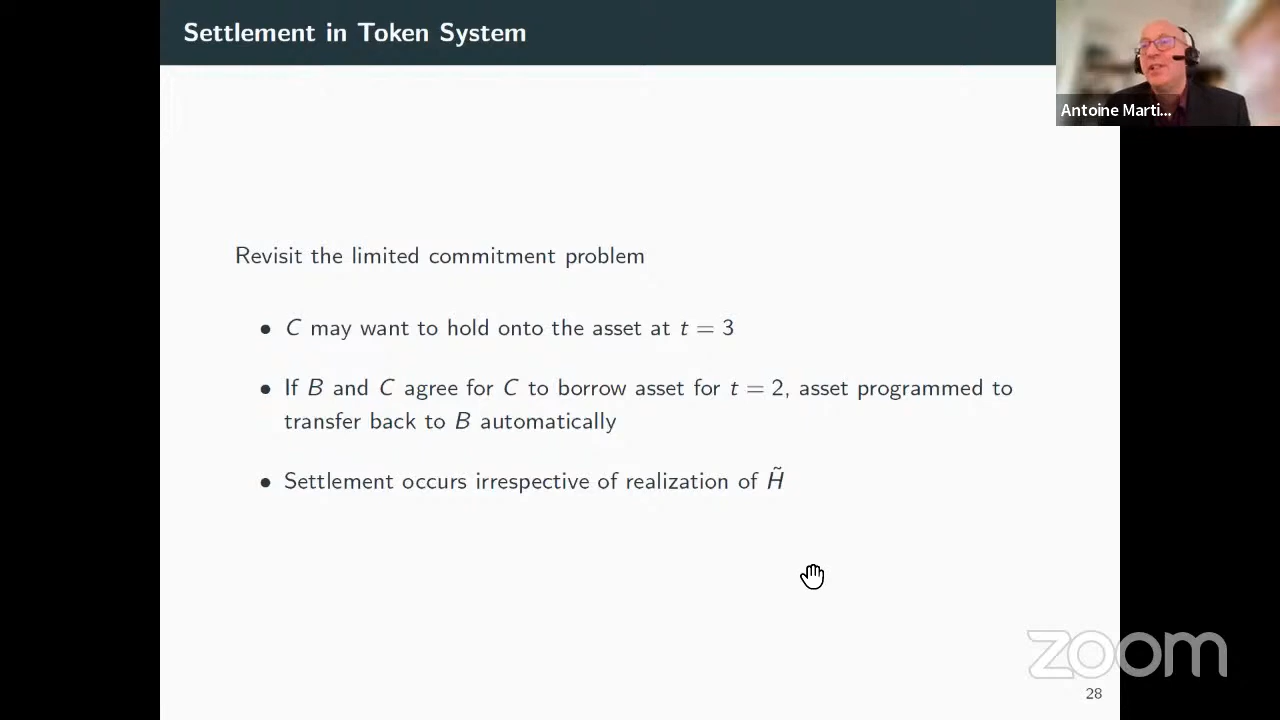 Settlement in Token System
Antoine Marti...
Revisit the limited commitment problem
• C may want to hold onto the asset at t = 3
• If B and C agree for C to borrow asset for t = 2, asset programmed to
transfer back to B automatically
• Settlement occurs irrespective of realization of H̃
zoom
28